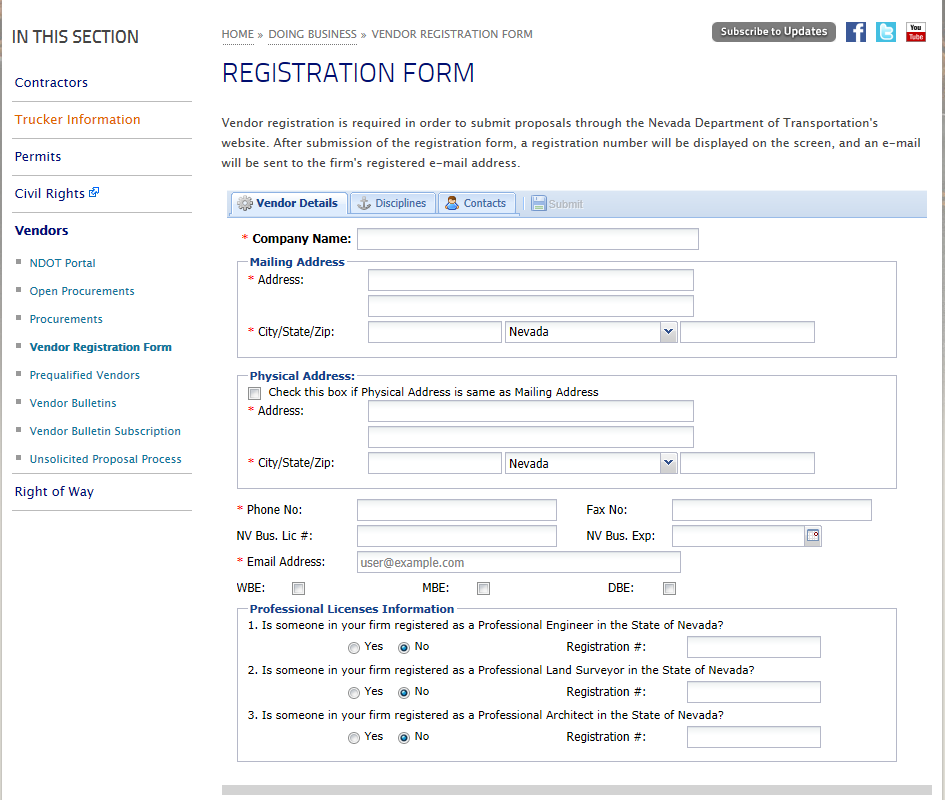 IN THIS SECTION
Contractors
Trucker Information
Permits
Civil Rights
Vendors
NDOT Portal
Open Procurements
Procurements
Vendor Registration Form
Prequalified Vendors
Vendor Bulletins
Vendor Bulletin Subscription
Unsolicited Proposal Process
Right of Way
HOME » DOING BUSINESS » VENDOR REGISTRATION FORM
Subscribe to Updates
You Tube
REGISTRATION FORM
Vendor registration is required in order to submit proposals through the Nevada Department of Transportation's
website. After submission of the registration form, a registration number will be displayed on the screen, and an e-mail
will be sent to the firm's registered e-mail address.
Vendor Details Disciplines Contacts Submit
* Company Name:
Mailing Address
* Address:
* City/State/Zip: Nevada
Physical Address:
Check this box if Physical Address is same as Mailing Address
* Address:
* City/State/Zip: Nevada
* Phone No: Fax No:
NV Bus. Lic #: NV Bus. Exp:
* Email Address: user@example.com
WBE: MBE: DBE:
Professional Licenses Information
1. Is someone in your firm registered as a Professional Engineer in the State of Nevada?
Yes No Registration #:
2. Is someone in your firm registered as a Professional Land Surveyor in the State of Nevada?
Yes No Registration #:
3. Is someone in your firm registered as a Professional Architect in the State of Nevada?
Yes No Registration #: